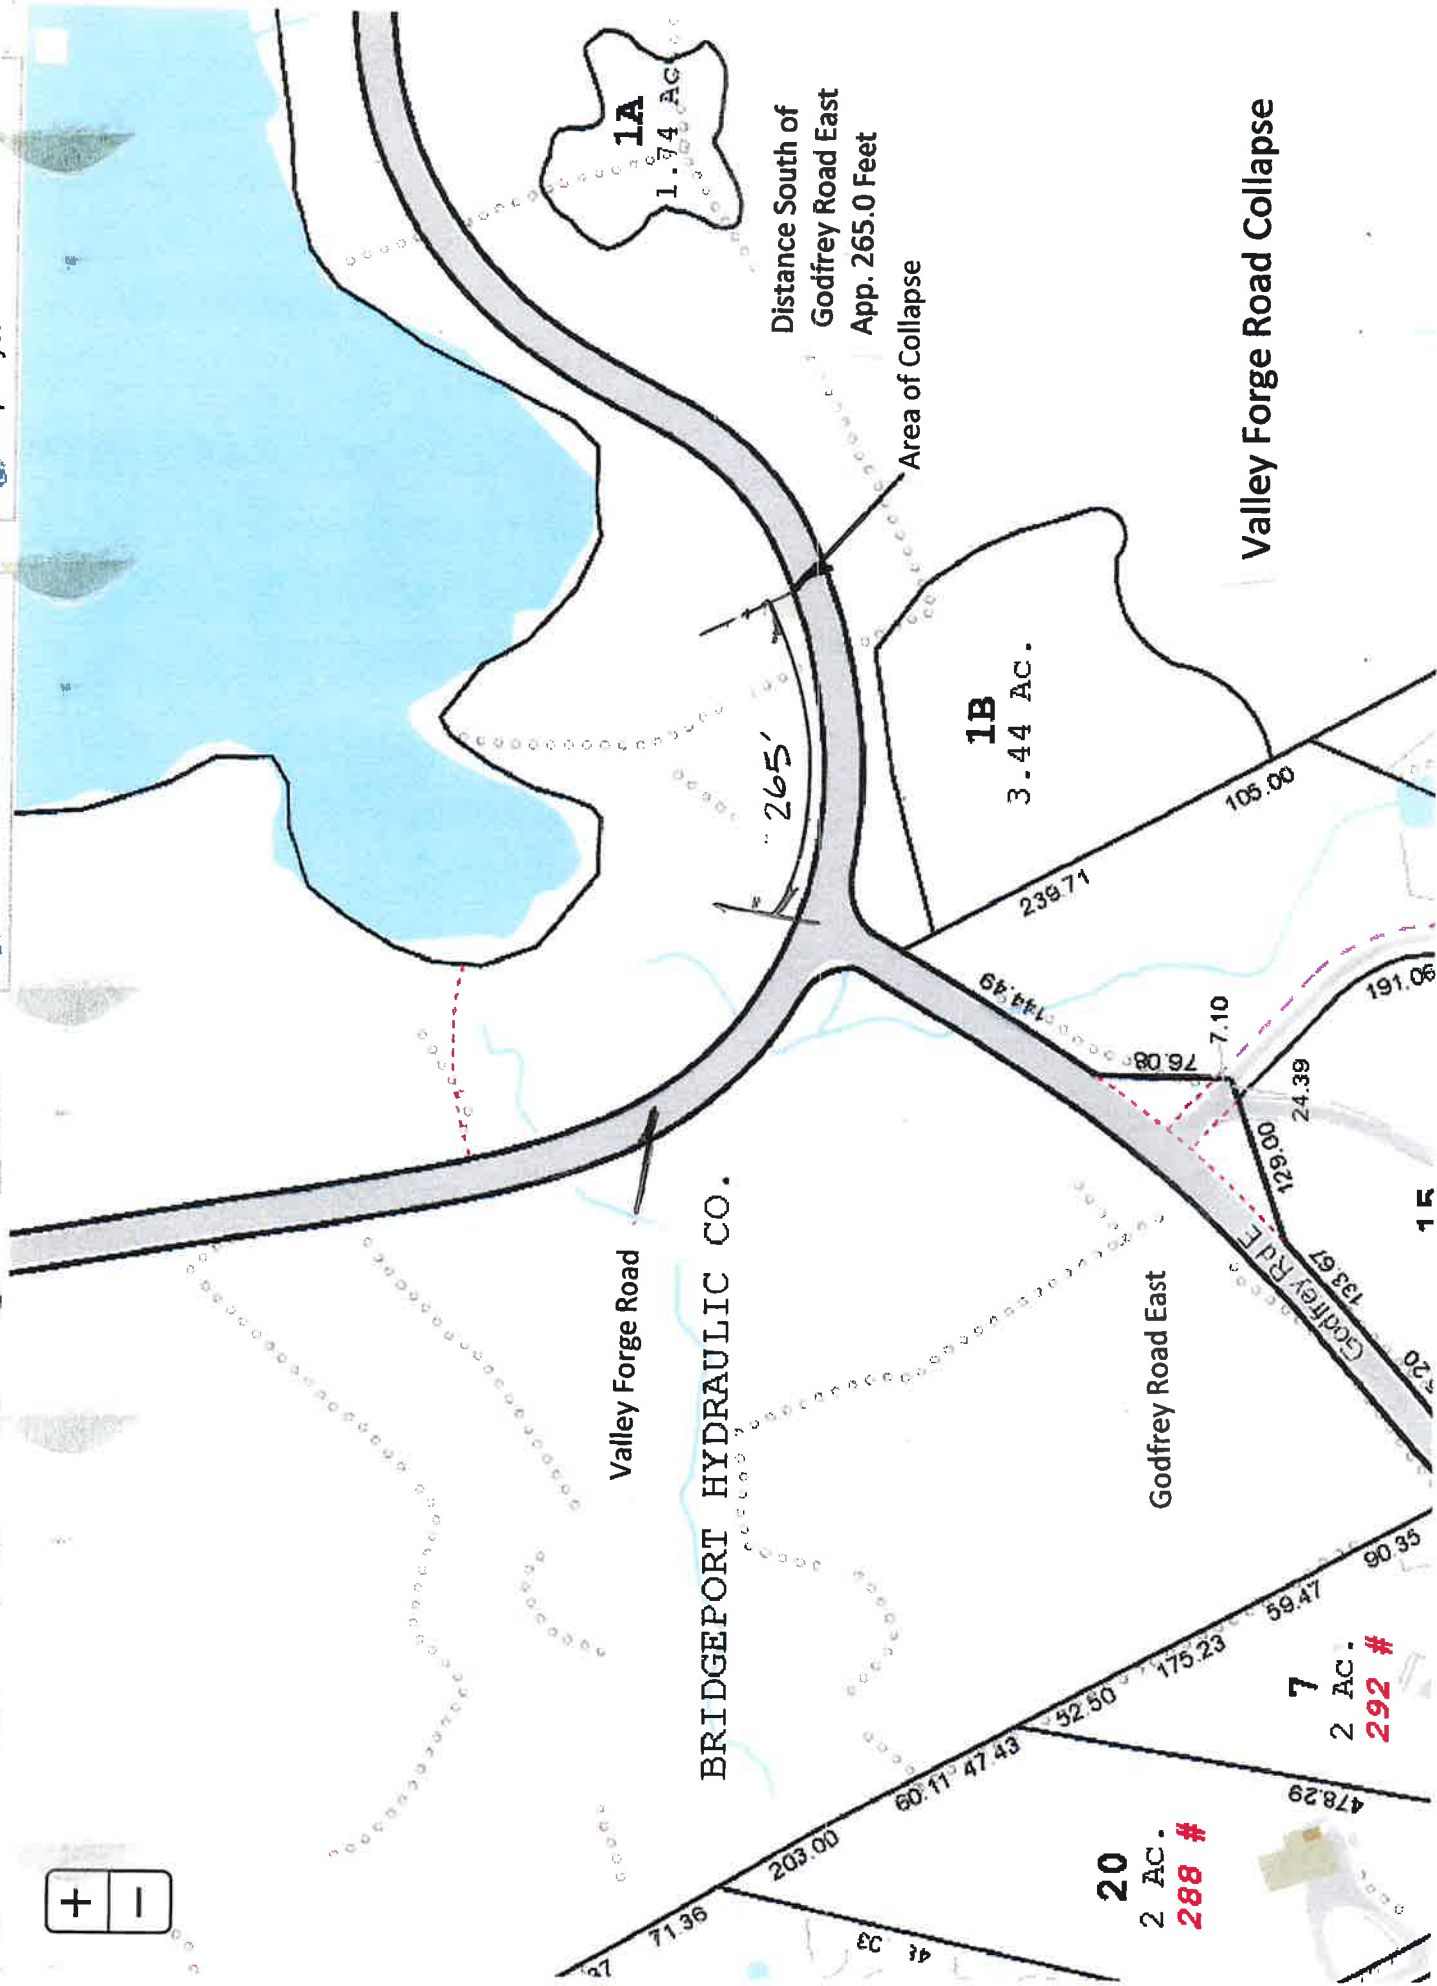 +
−
1A
1.74 Ac.
Distance South of
Godfrey Road East
App. 265.0 Feet
Area of Collapse
Valley Forge Road Collapse
265'
1B
3.44 Ac.
239.71
105.00
Valley Forge Road
BRIDGEPORT HYDRAULIC CO.
144.49
76.08
7.10
24.39
129.00
191.06
Godfrey Rd E
133.67
Godfrey Road East
15
71.36
203.00
60.11
47.43
52.50
175.23
59.47
90.35
478.29
20
2 Ac.
288 #
7
2 Ac.
292 #